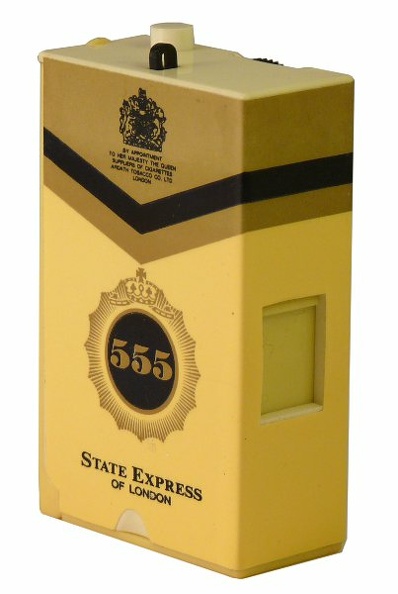 BY APPOINTMENT
TO HER MAJESTY THE QUEEN
SUPPLIERS OF CIGARETTES
ARDATH TOBACCO CO. LTD
LONDON
555
STATE EXPRESS
OF LONDON